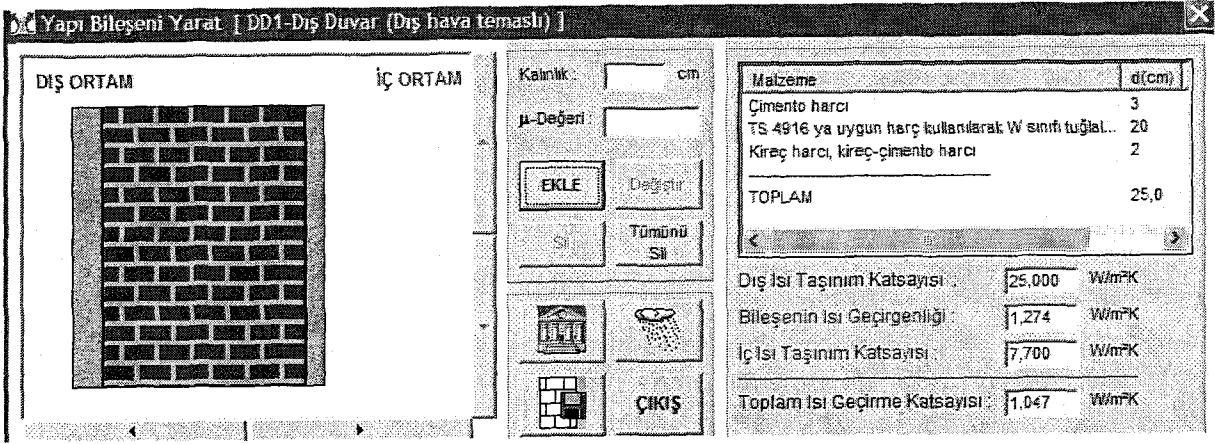 Yapı Bileşeni Yarat [ DD1-Dış Duvar (Dış hava temaslı) ]
DIŞ ORTAM
İÇ ORTAM
Kalınlık :
cm
µ-Değeri :
EKLE
Değiştir
Sil
Tümünü Sil
ÇIKIŞ
Malzeme d(cm)
Çimento harcı 3
TS 4916 ya uygun harç kullanılarak W sınıfı tuğlal... 20
Kireç harcı, kireç-çimento harcı 2
TOPLAM 25,0
Dış Isı Taşınım Katsayısı : 25,000 W/m²K
Bileşenin Isı Geçirgenliği : 1,274 W/m²K
İç Isı Taşınım Katsayısı : 7,700 W/m²K
Toplam Isı Geçirme Katsayısı : 1,047 W/m²K